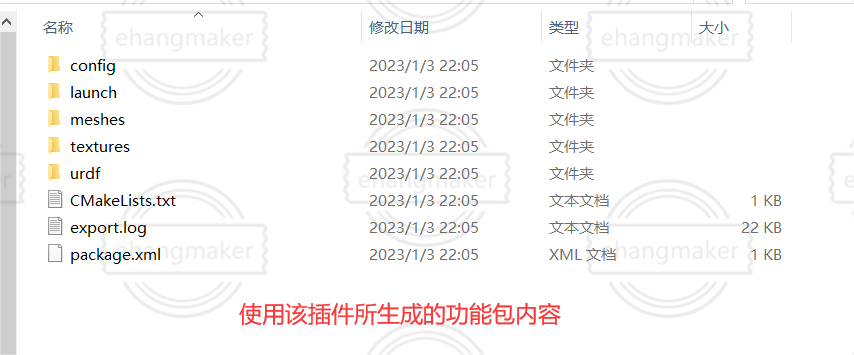 名称 修改日期 类型 大小
config 2023/1/3 22:05 文件夹
launch 2023/1/3 22:05 文件夹
meshes 2023/1/3 22:05 文件夹
textures 2023/1/3 22:05 文件夹
urdf 2023/1/3 22:05 文件夹
CMakeLists.txt 2023/1/3 22:05 文本文档 1 KB
export.log 2023/1/3 22:05 文本文档 22 KB
package.xml 2023/1/3 22:05 XML 文档 1 KB
使用该插件所生成的功能包内容
ehangmaker
ehangmaker
ehangmaker
ehangmaker
ehangmaker